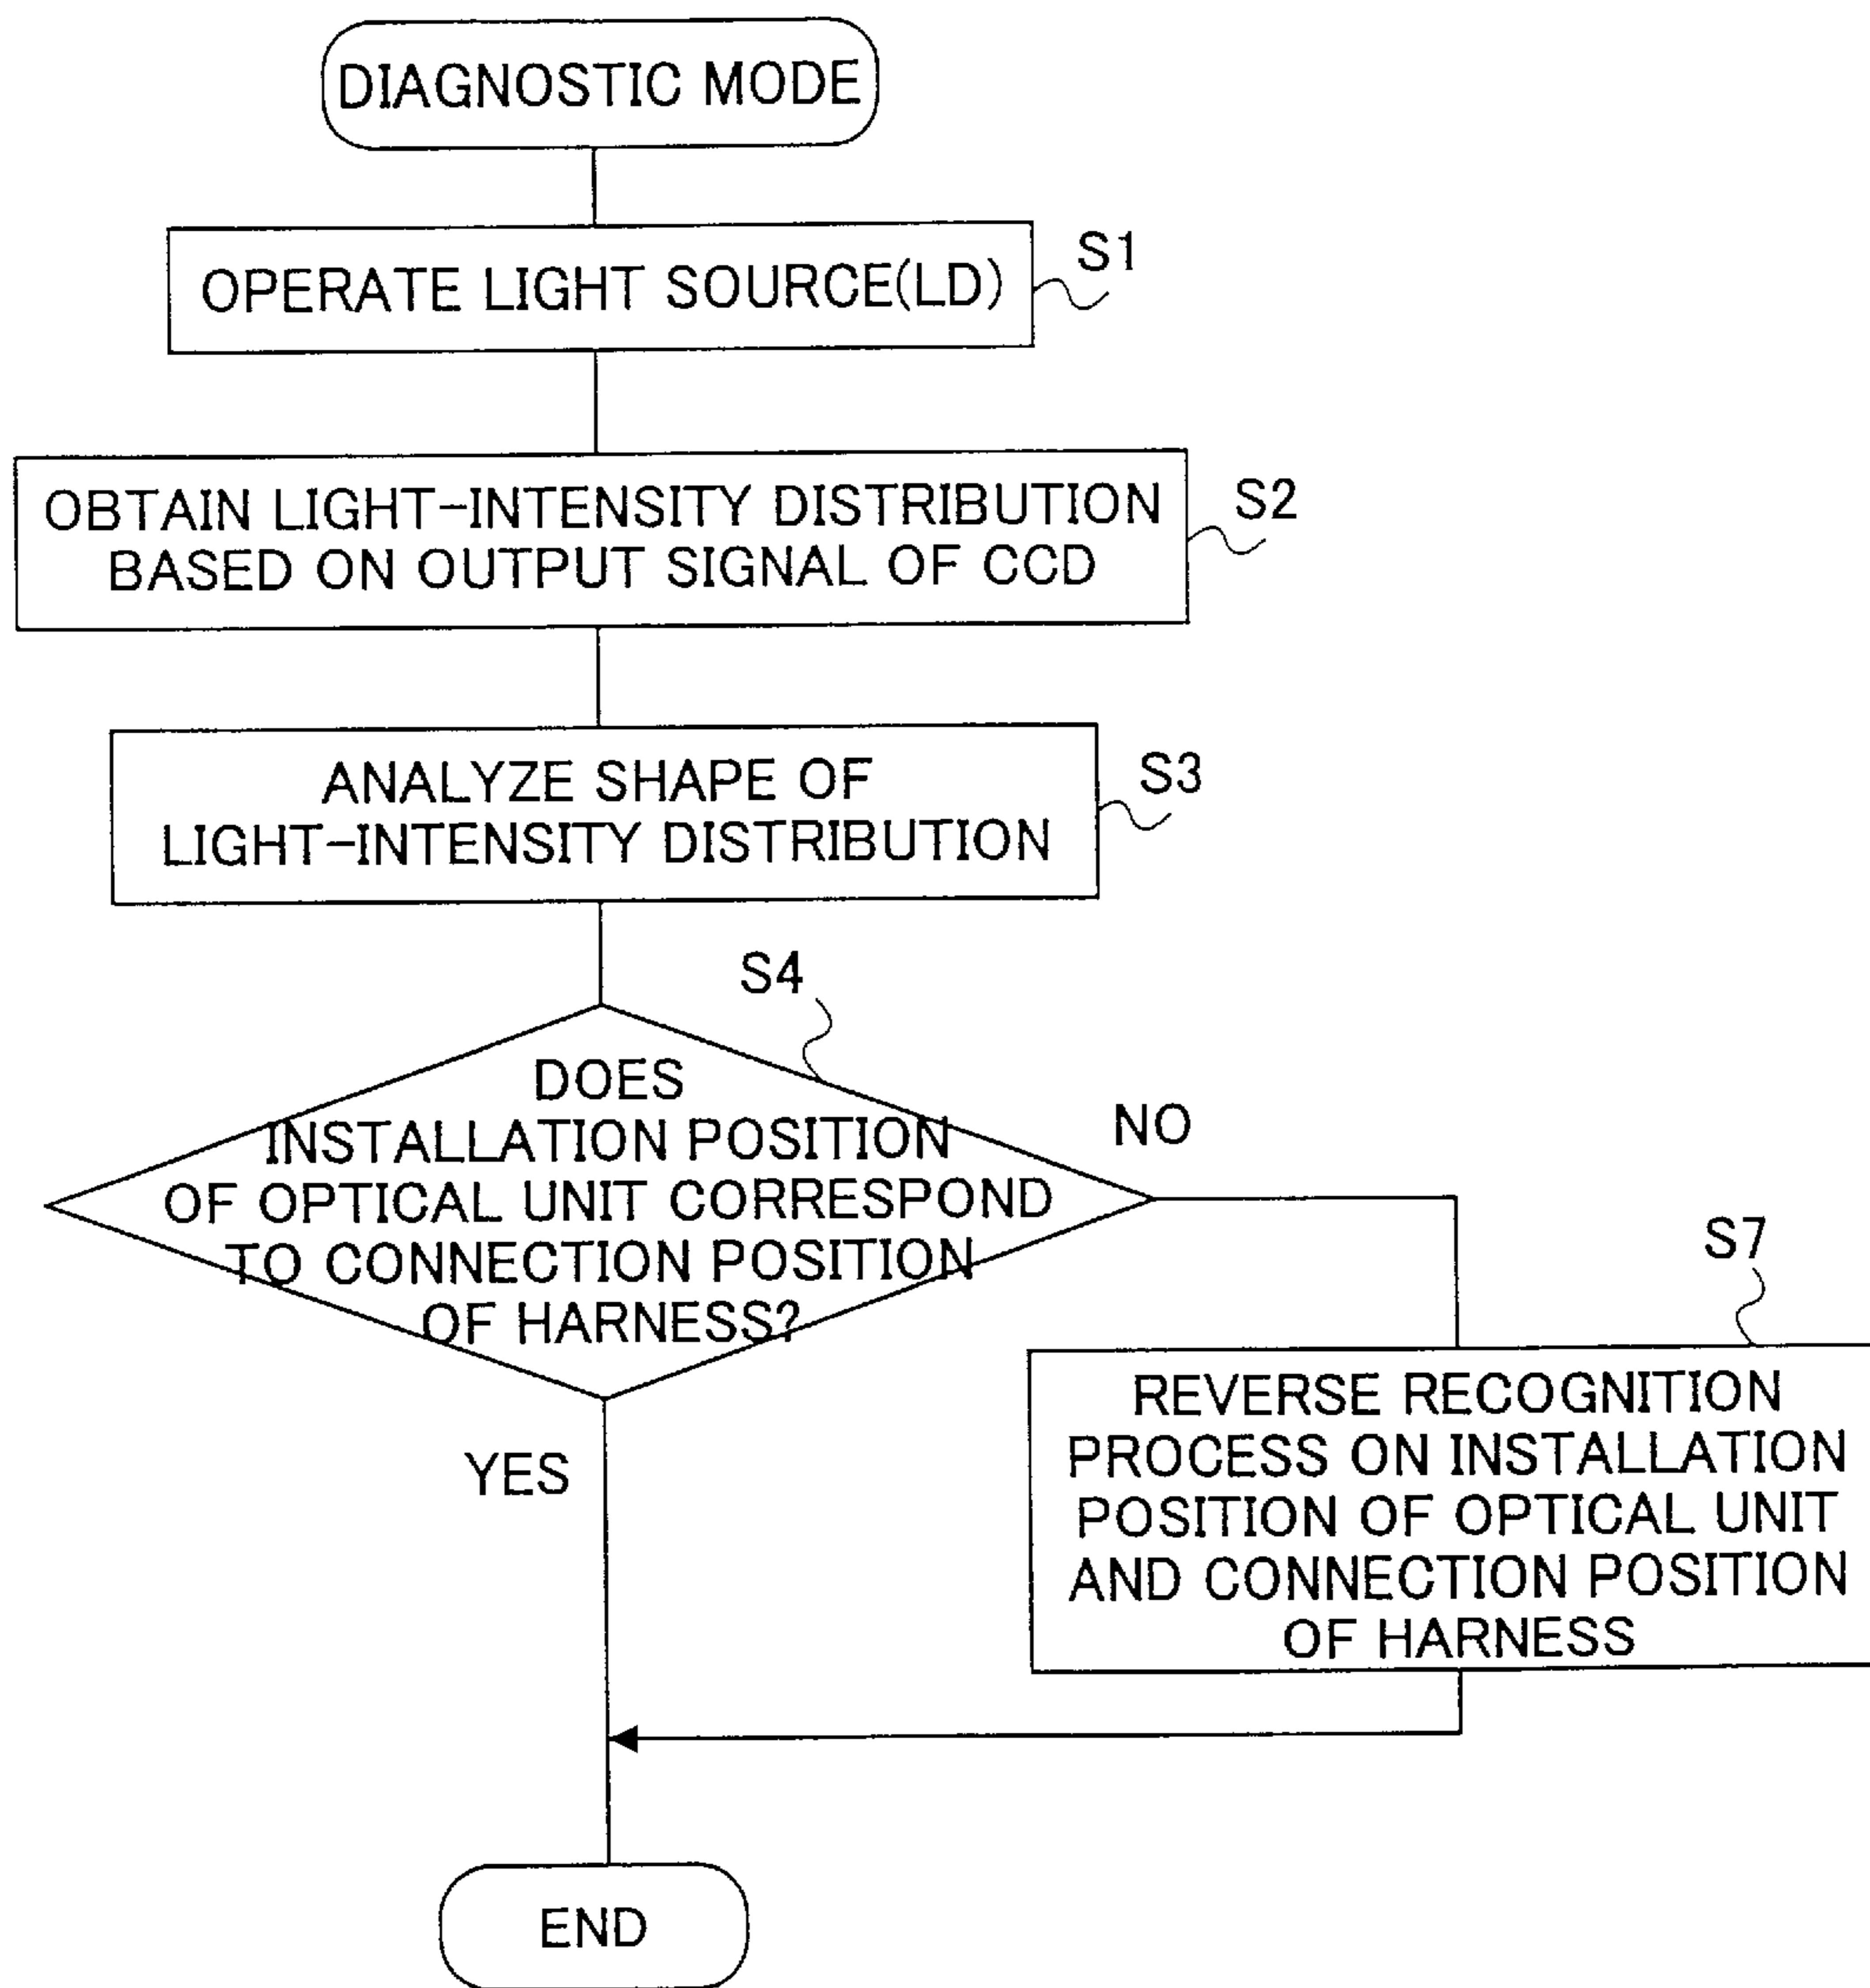 DIAGNOSTIC MODE
OPERATE LIGHT SOURCE(LD)
S1
OBTAIN LIGHT-INTENSITY DISTRIBUTION
BASED ON OUTPUT SIGNAL OF CCD
S2
ANALYZE SHAPE OF
LIGHT-INTENSITY DISTRIBUTION
S3
S4
DOES
INSTALLATION POSITION
OF OPTICAL UNIT CORRESPOND
TO CONNECTION POSITION
OF HARNESS?
NO
YES
S7
REVERSE RECOGNITION
PROCESS ON INSTALLATION
POSITION OF OPTICAL UNIT
AND CONNECTION POSITION
OF HARNESS
END